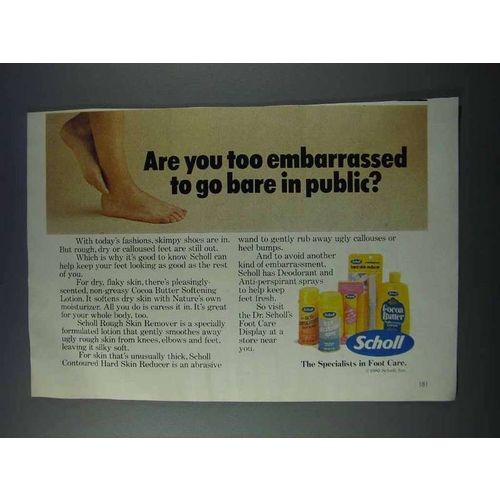 Are you too embarrassed
to go bare in public?
With today's fashions, skimpy shoes are in.
But rough, dry or calloused feet are still out.
Which is why it's good to know Scholl can
help keep your feet looking as good as the rest
of you.
For dry, flaky skin, there's pleasingly-
scented, non-greasy Cocoa Butter Softening
Lotion. It softens dry skin with Nature's own
moisturizer. All you do is caress it in. It's great
for your whole body, too.
Scholl Rough Skin Remover is a specially
formulated lotion that gently smoothes away
ugly rough skin from knees, elbows and feet,
leaving it silky soft.
For skin that's unusually thick, Scholl
Contoured Hard Skin Reducer is an abrasive
wand to gently rub away ugly callouses or
heel bumps.
And to avoid another
kind of embarrassment,
Scholl has Deodorant and
Anti-perspirant sprays
to help keep
feet fresh.
So visit
the Dr. Scholl's
Foot Care
Display at a
store near
you.
Cocoa
Butter
Scholl
The Specialists in Foot Care.
© 1980 Scholl, Inc.
181